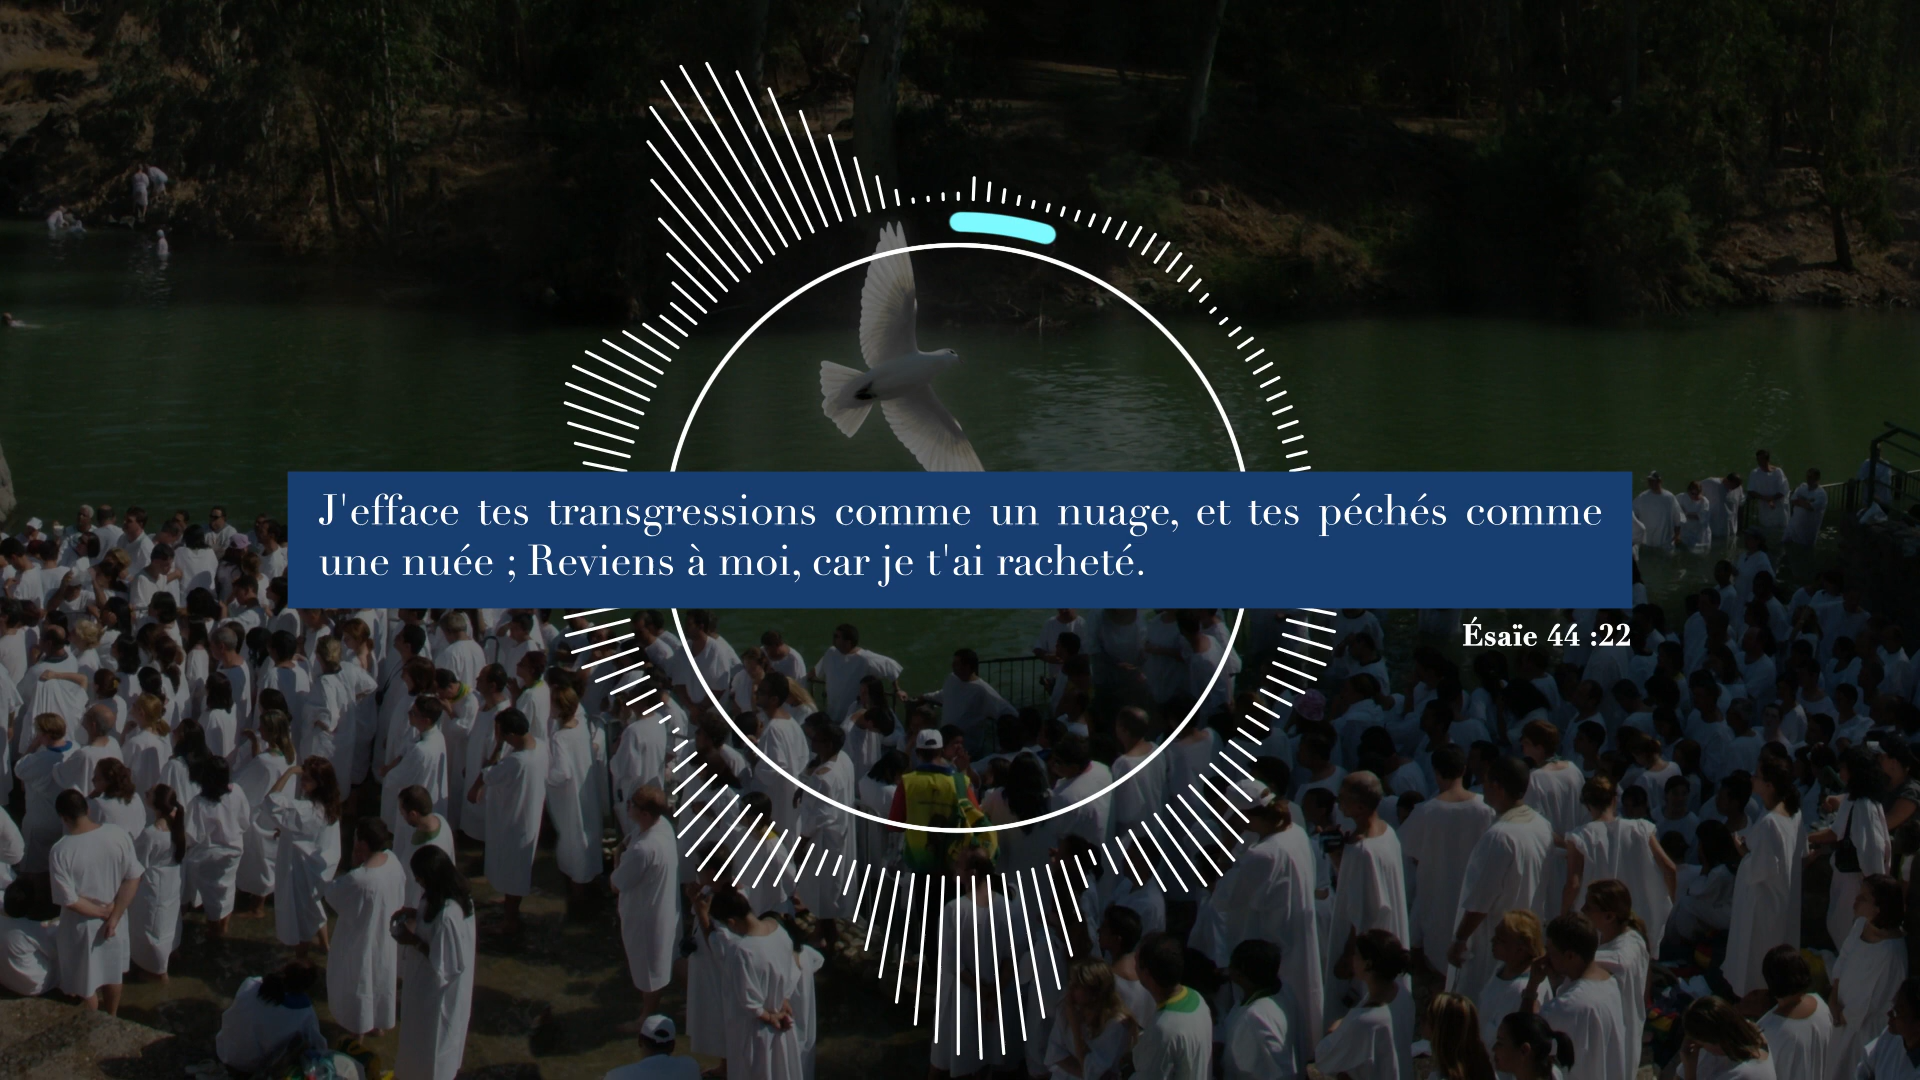 J'efface tes transgressions comme un nuage, et tes péchés comme
une nuée ; Reviens à moi, car je t'ai racheté.
Ésaïe 44 :22